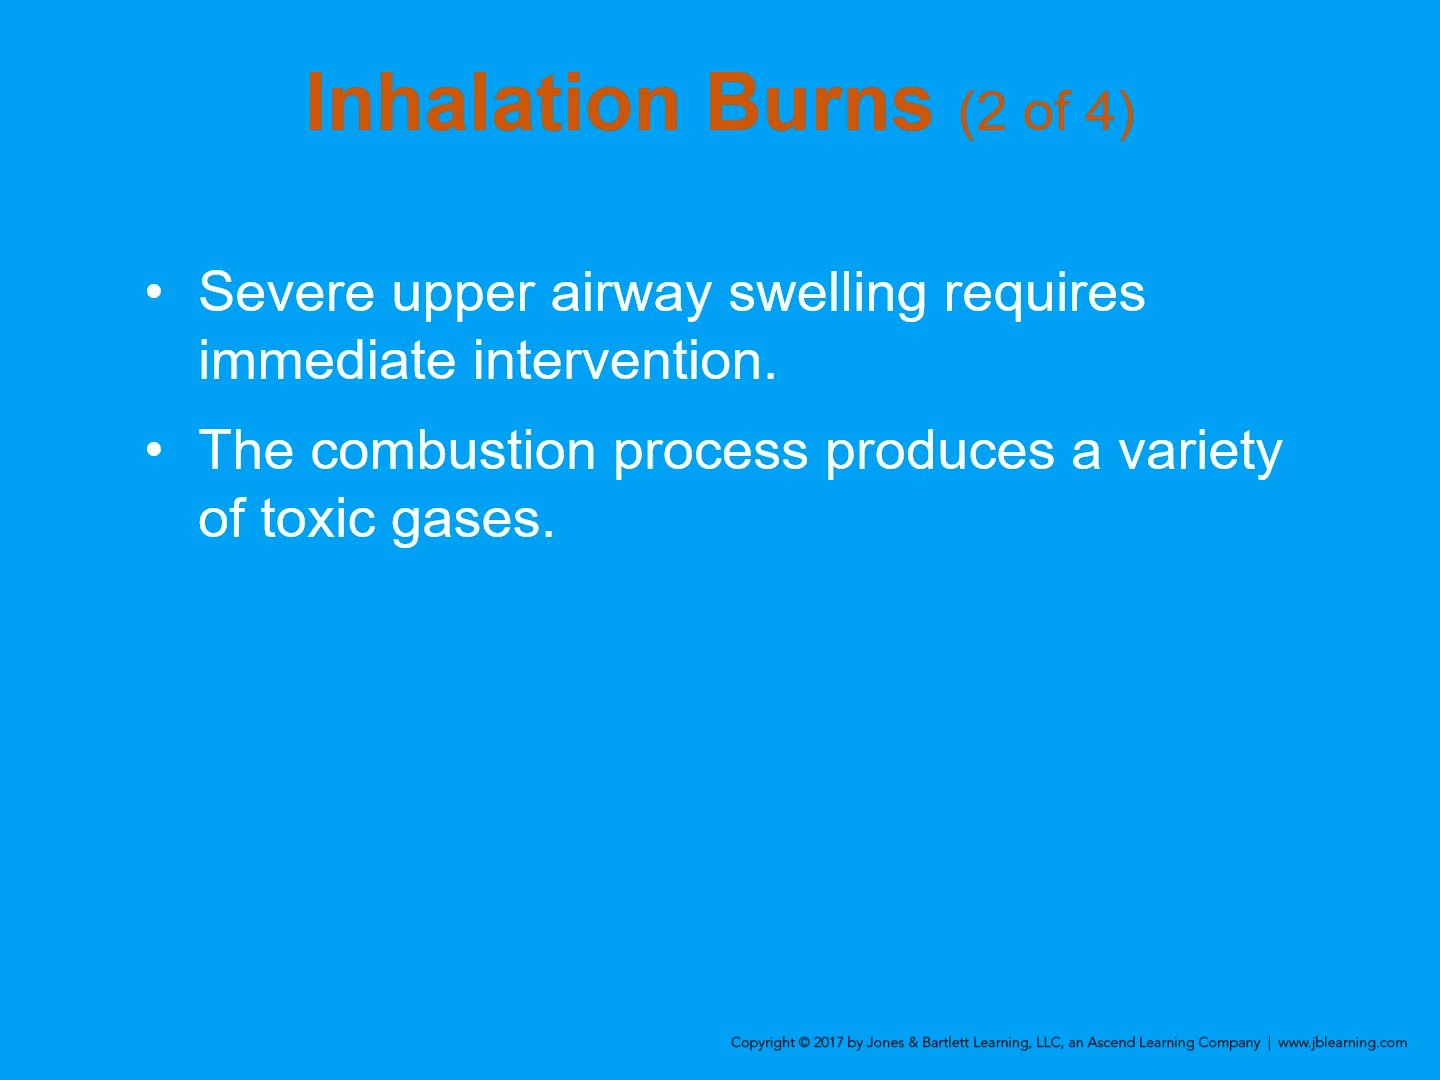 Inhalation Burns (2 of 4)
• Severe upper airway swelling requires
immediate intervention.
• The combustion process produces a variety
of toxic gases.
Copyright © 2017 by Jones & Bartlett Learning, LLC, an Ascend Learning Company | www.jblearning.com